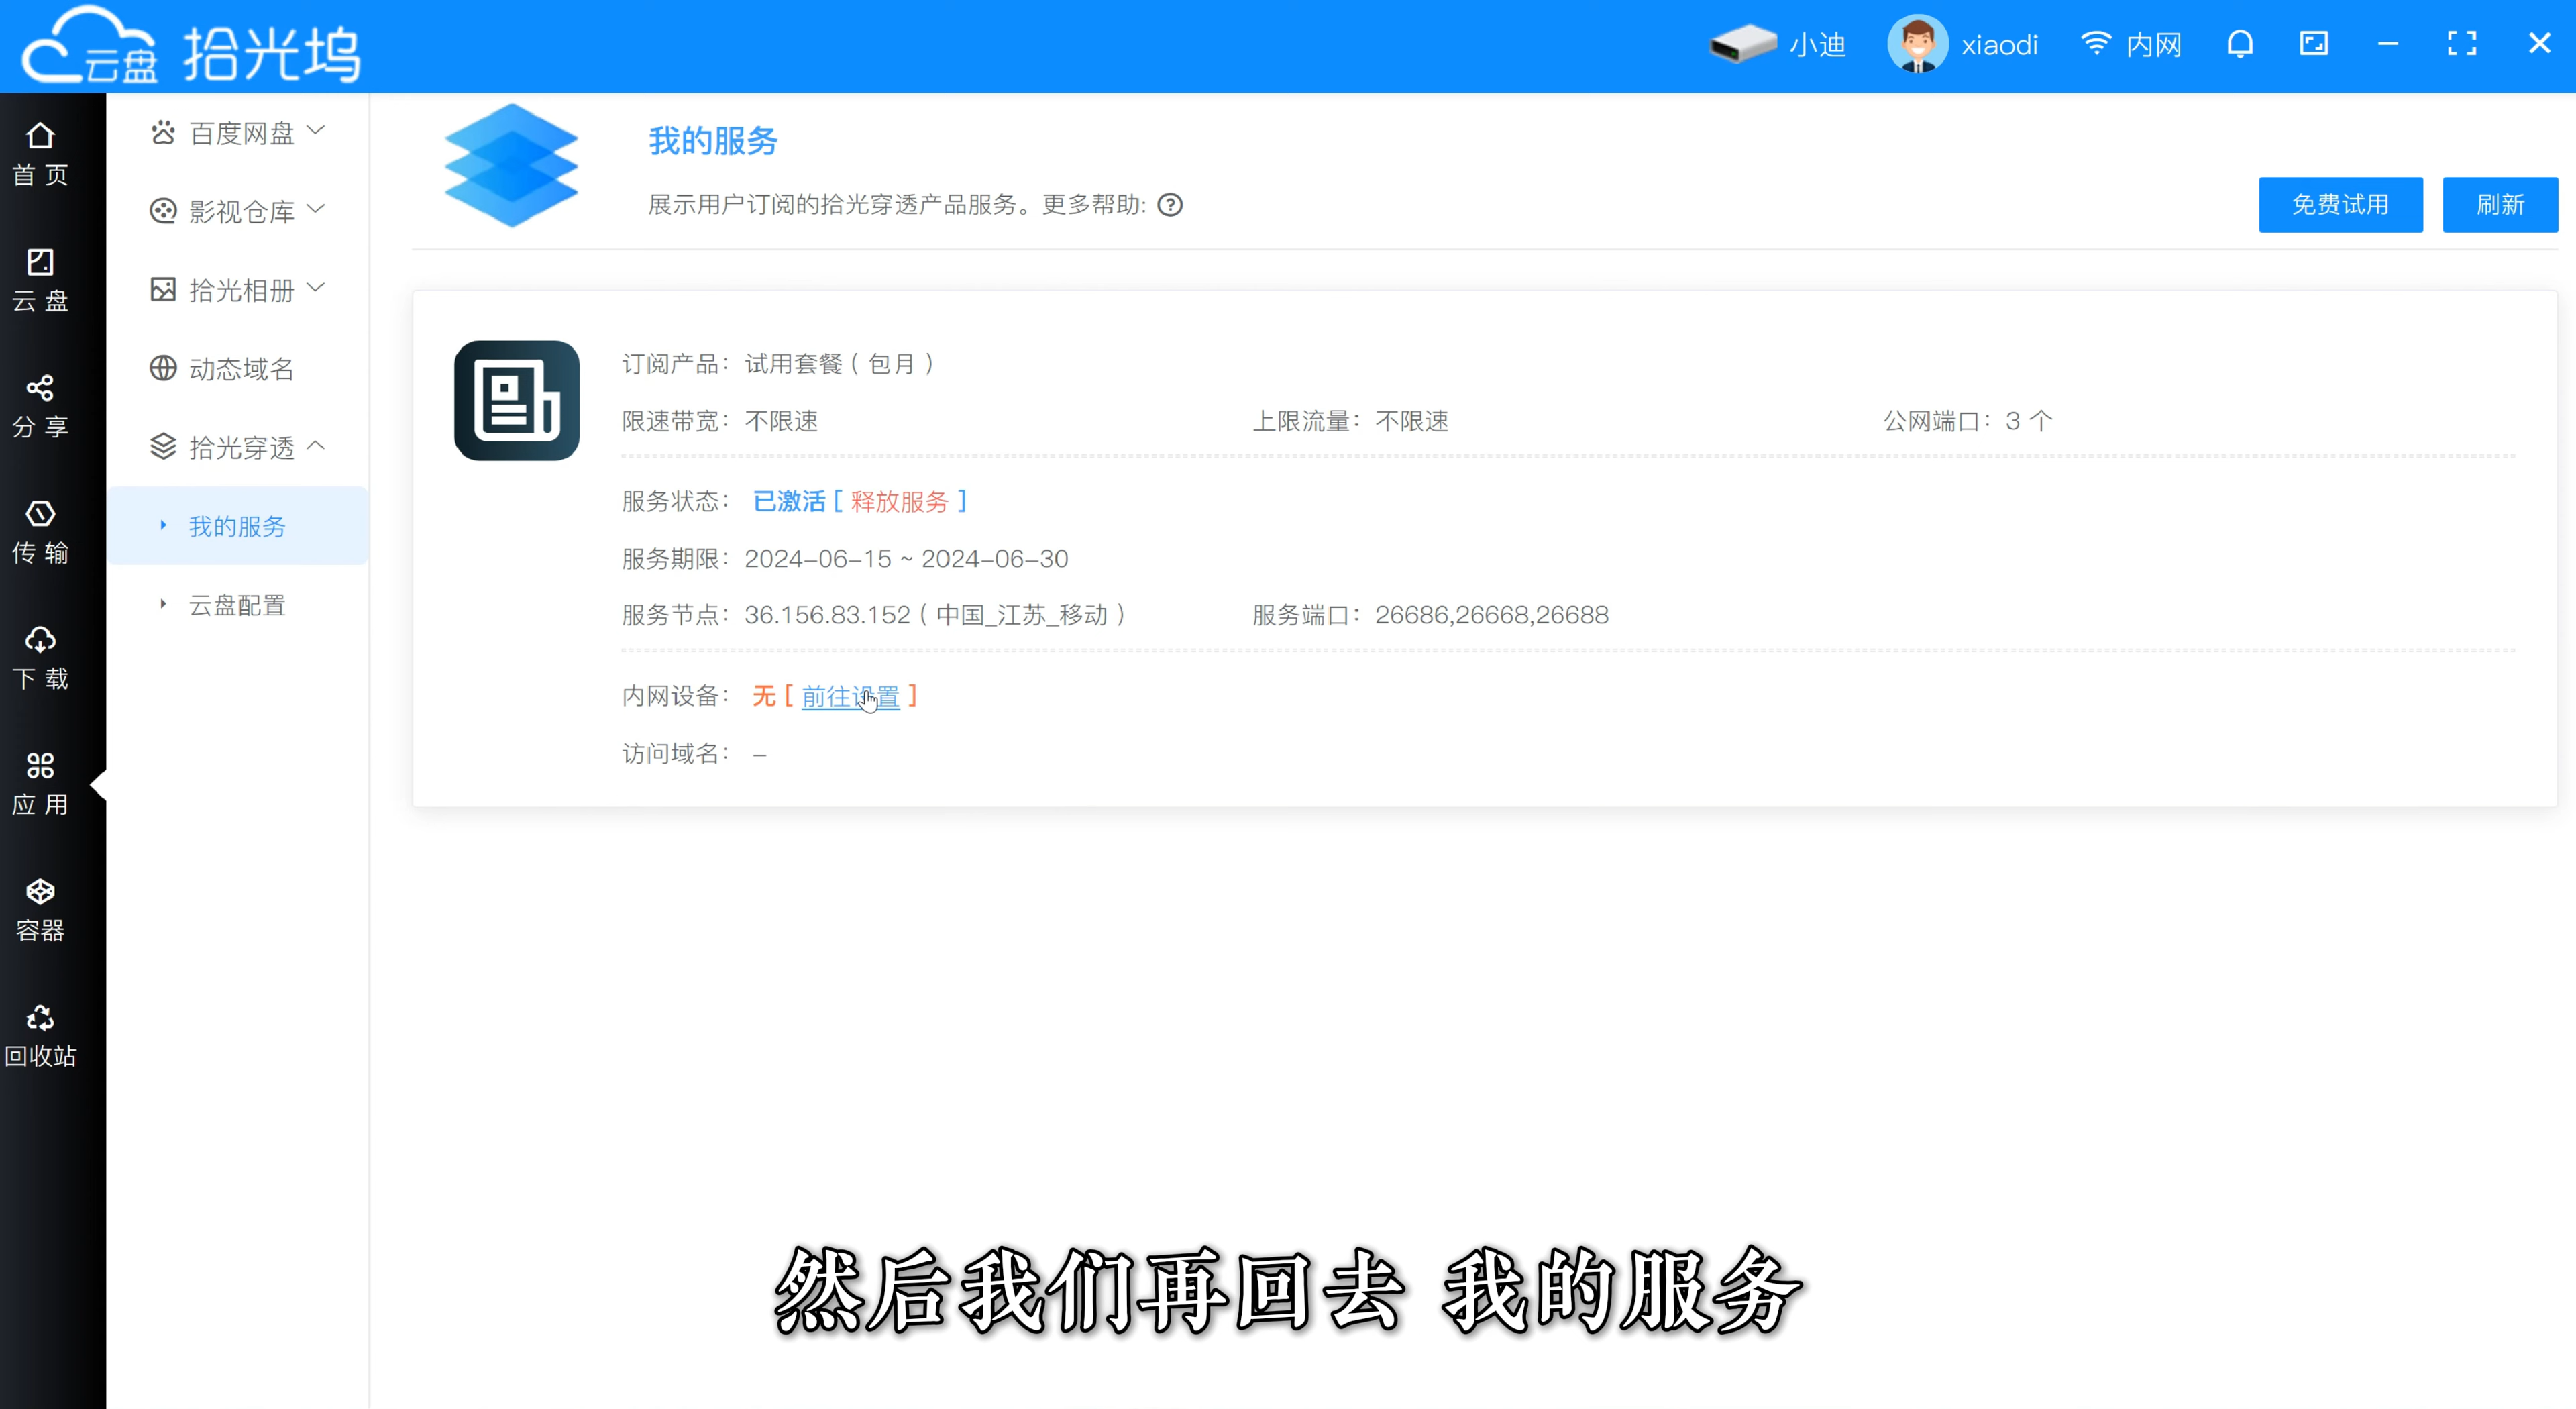 云盘 拾光坞
小迪
xiaodi
内网
首页
云盘
分享
传输
下载
应用
容器
回收站
百度网盘
影视仓库
拾光相册
动态域名
拾光穿透
我的服务
云盘配置
我的服务
展示用户订阅的拾光穿透产品服务。更多帮助:
免费试用
刷新
订阅产品：试用套餐（包月）
限速带宽：不限速 上限流量：不限速 公网端口：3 个
服务状态：已激活 [ 释放服务 ]
服务期限：2024-06-15 ~ 2024-06-30
服务节点：36.156.83.152（中国_江苏_移动） 服务端口：26686,26668,26688
内网设备：无 [ 前往设置 ]
访问域名：-
然后我们再回去 我的服务